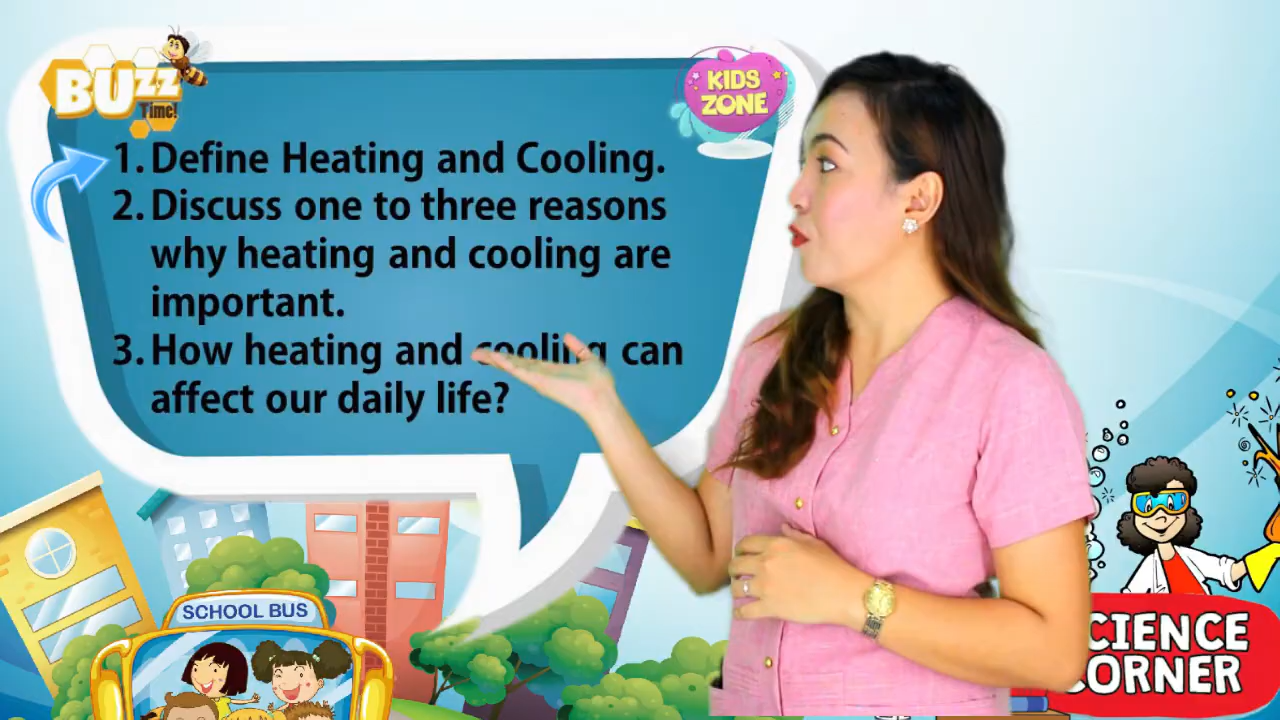 BUzz
Time!
KIDS
ZONE
1. Define Heating and Cooling.
2. Discuss one to three reasons
why heating and cooling are
important.
3. How heating and cooling can
affect our daily life?
SCHOOL BUS
CIENCE
CORNER